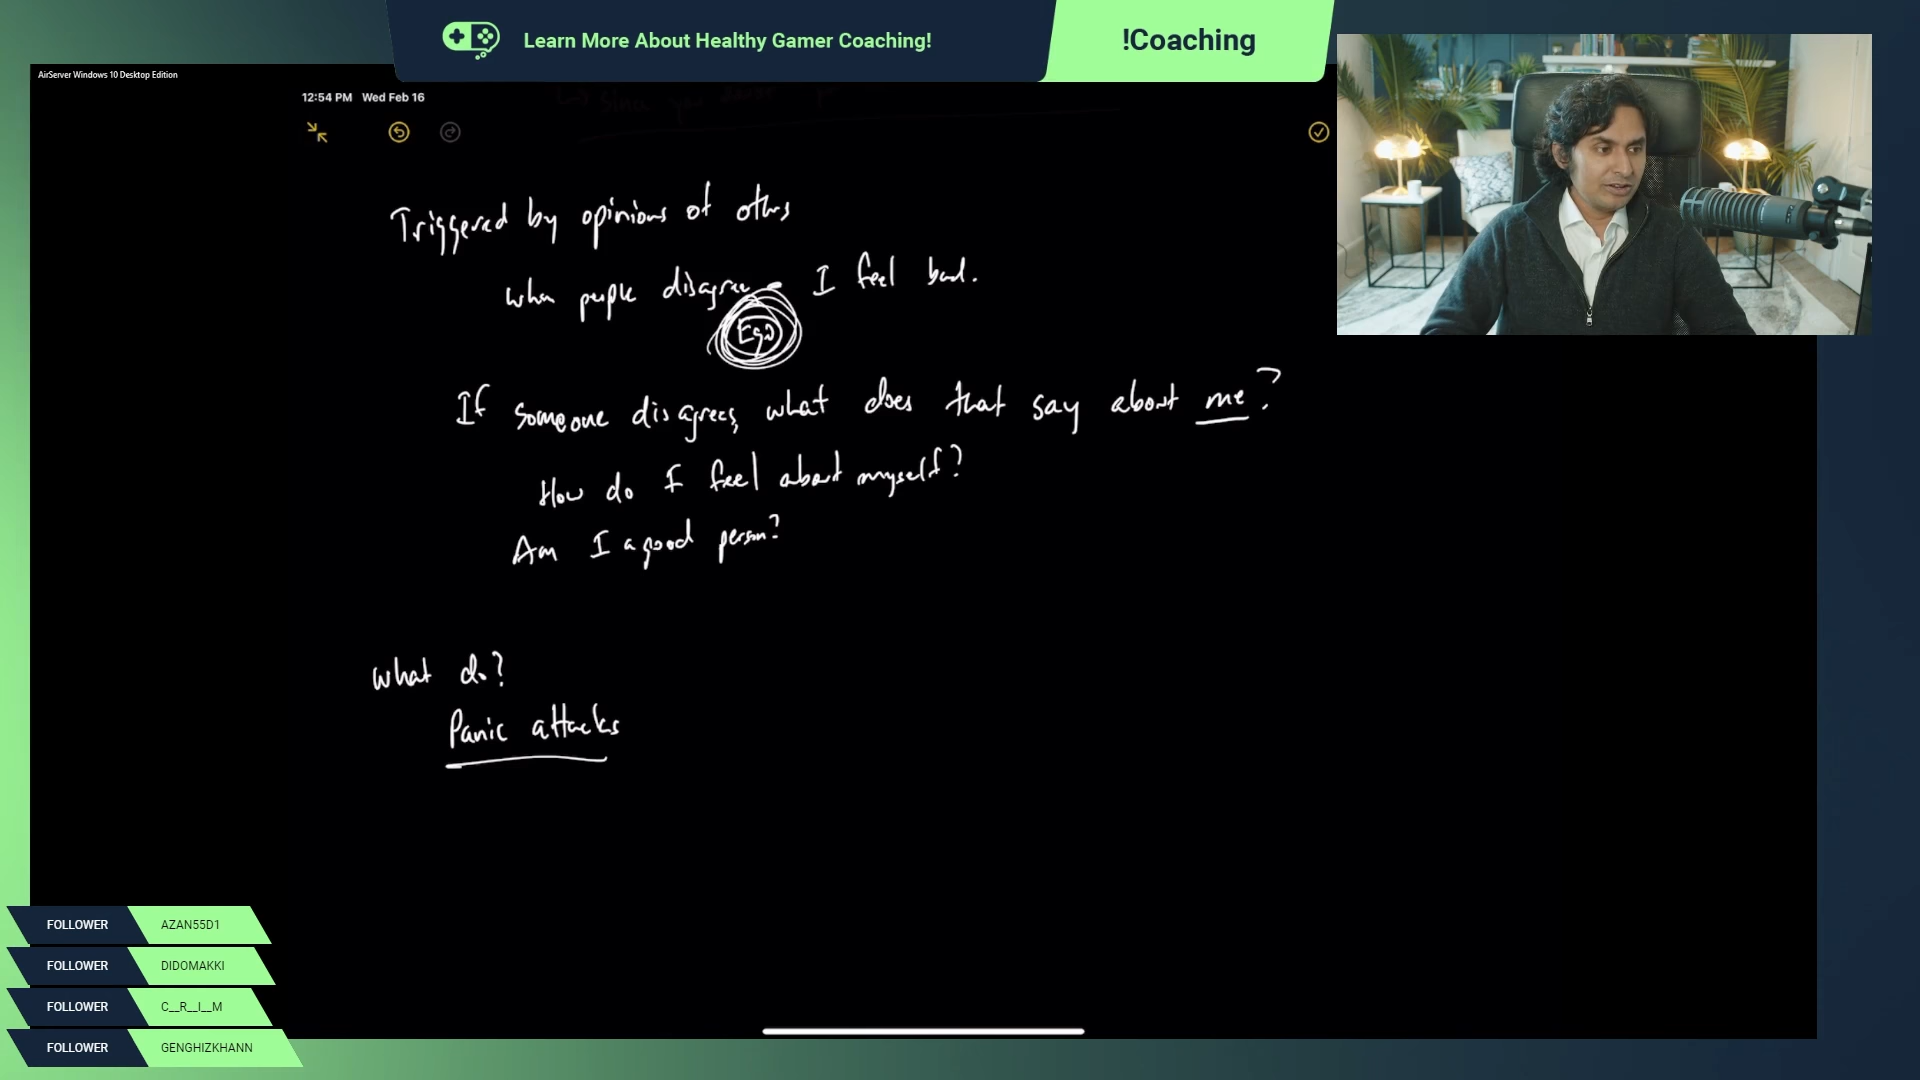 Learn More About Healthy Gamer Coaching!
!Coaching
AirServer Windows 10 Desktop Edition
12:54 PM Wed Feb 16
Triggered by opinions of others
when people disagree I feel bad.
Ego
If someone disagrees, what does that say about me?
How do I feel about myself?
Am I a good person?
What do?
Panic attacks
FOLLOWER AZAN55D1
FOLLOWER DIDOMAKKI
FOLLOWER C__R__I__M
FOLLOWER GENGHIZKHANN